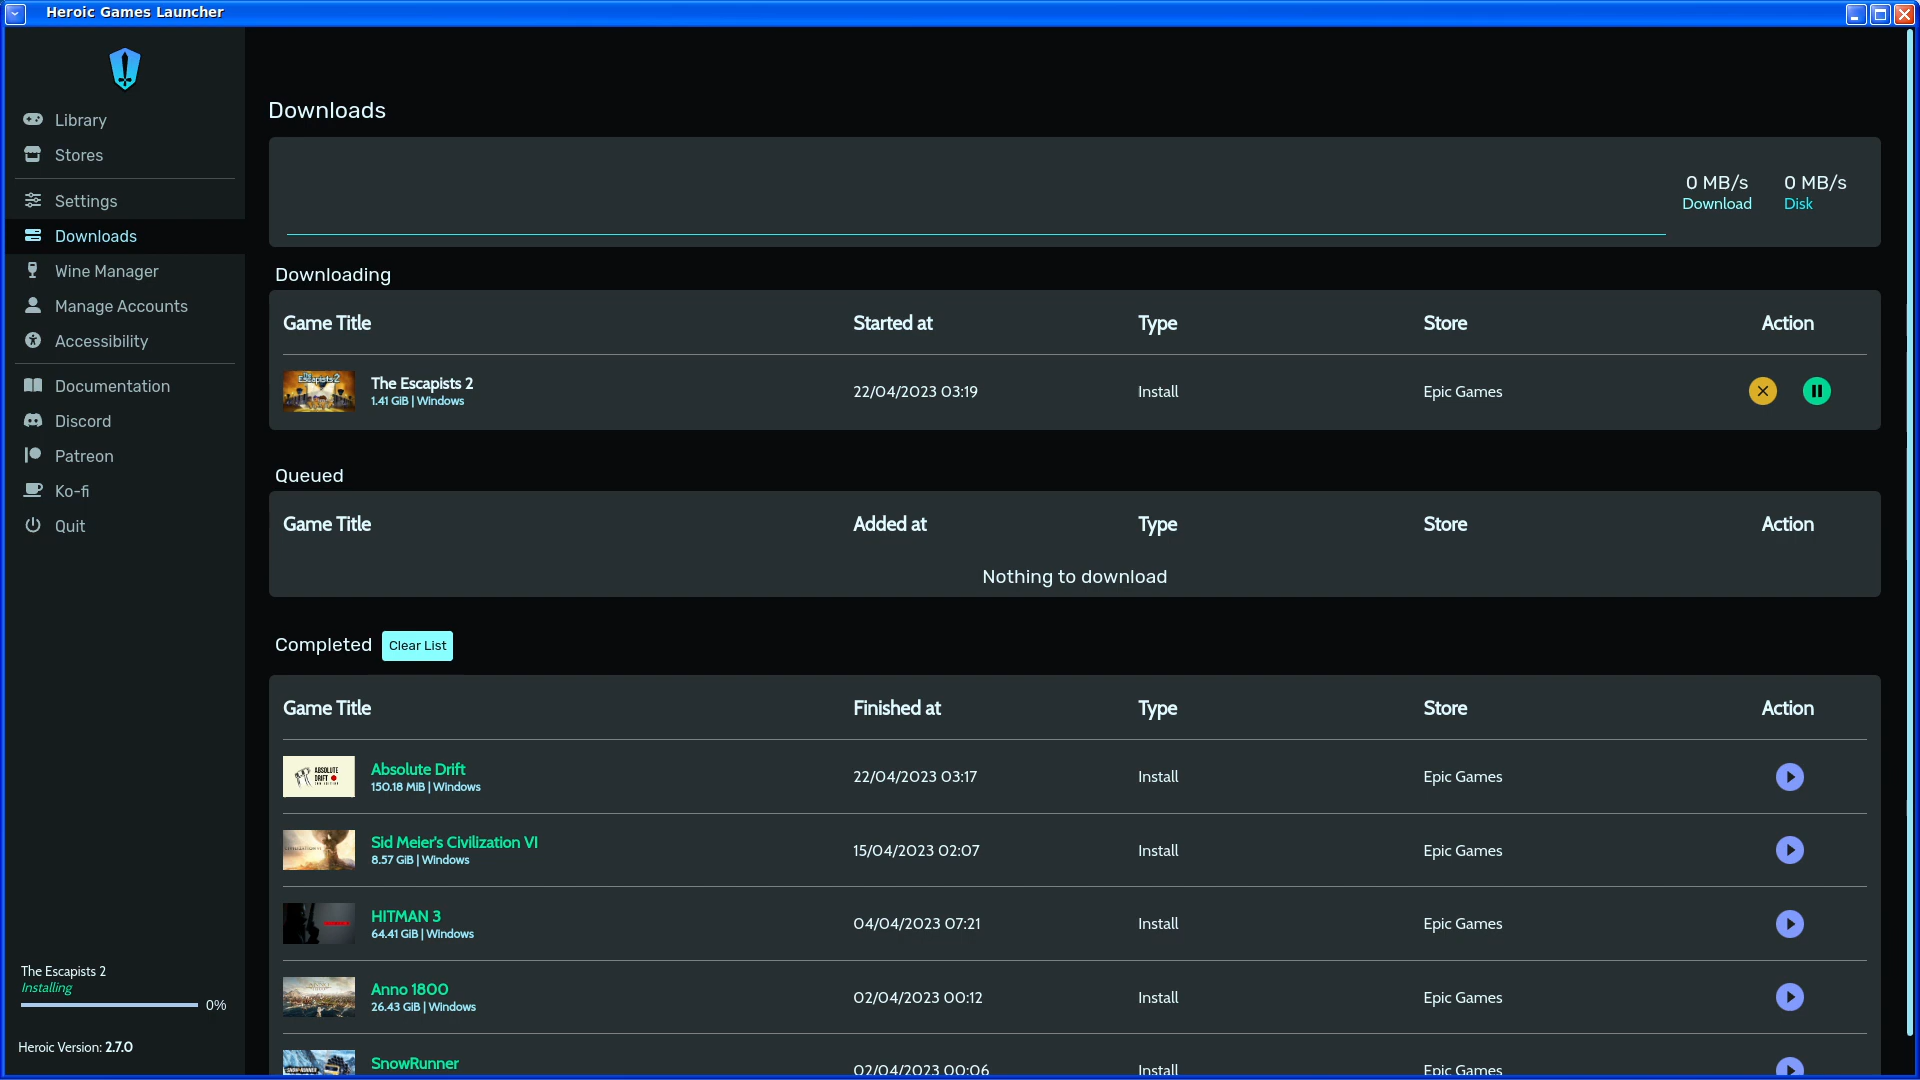 Heroic Games Launcher
Library
Stores
Settings
Downloads
Wine Manager
Manage Accounts
Accessibility
Documentation
Discord
Patreon
Ko-fi
Quit
The Escapists 2
Installing
0%
Heroic Version: 2.7.0
Downloads
0 MB/s 0 MB/s
Download Disk
Downloading
Game Title Started at Type Store Action
The Escapists 2 22/04/2023 03:19 Install Epic Games
1.41 GiB | Windows
Queued
Game Title Added at Type Store Action
Nothing to download
Completed Clear List
Game Title Finished at Type Store Action
ABSOLUTE
DRIFT
Absolute Drift 22/04/2023 03:17 Install Epic Games
150.18 MiB | Windows
Sid Meier's Civilization VI 15/04/2023 02:07 Install Epic Games
8.57 GiB | Windows
HITMAN 3 04/04/2023 07:21 Install Epic Games
64.41 GiB | Windows
Anno 1800 02/04/2023 00:12 Install Epic Games
26.43 GiB | Windows
SnowRunner 02/04/2023 00:06 Install Epic Games